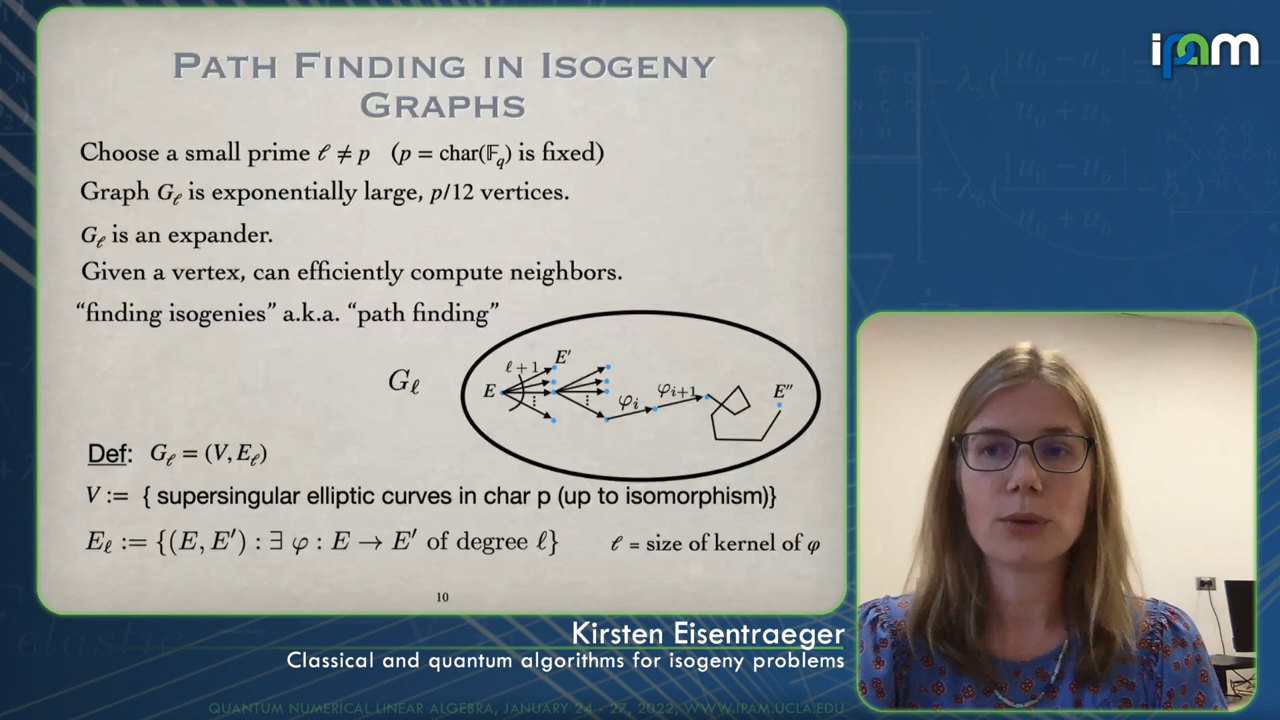 PATH FINDING IN ISOGENY
GRAPHS
Choose a small prime ℓ ≠ p (p = char(𝔽_q) is fixed)
Graph G_ℓ is exponentially large, p/12 vertices.
G_ℓ is an expander.
Given a vertex, can efficiently compute neighbors.
“finding isogenies” a.k.a. “path finding”
G_ℓ
E
ℓ+1
E′
φ_i
φ_{i+1}
E″
Def: G_ℓ = (V, E_ℓ)
V := { supersingular elliptic curves in char p (up to isomorphism)}
E_ℓ := {(E, E′) : ∃ φ : E → E′ of degree ℓ} ℓ = size of kernel of φ
10
ipam
Kirsten Eisentraeger
Classical and quantum algorithms for isogeny problems
QUANTUM NUMERICAL LINEAR ALGEBRA, JANUARY 24 - 27, 2022, WWW.IPAM.UCLA.EDU